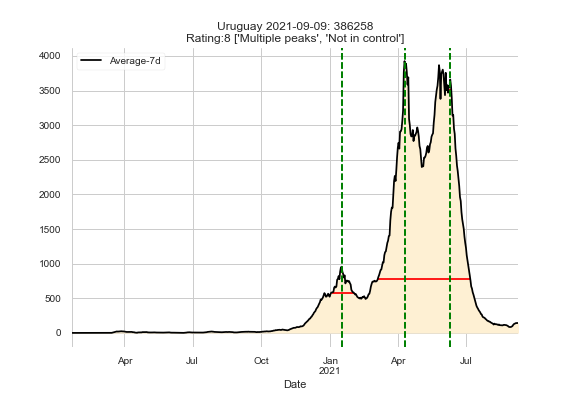 Uruguay 2021-09-09: 386258
Rating:8 ['Multiple peaks', 'Not in control']
Average-7d
4000
3500
3000
2500
2000
1500
1000
500
0
Apr Jul Oct Jan Apr Jul
2021
Date